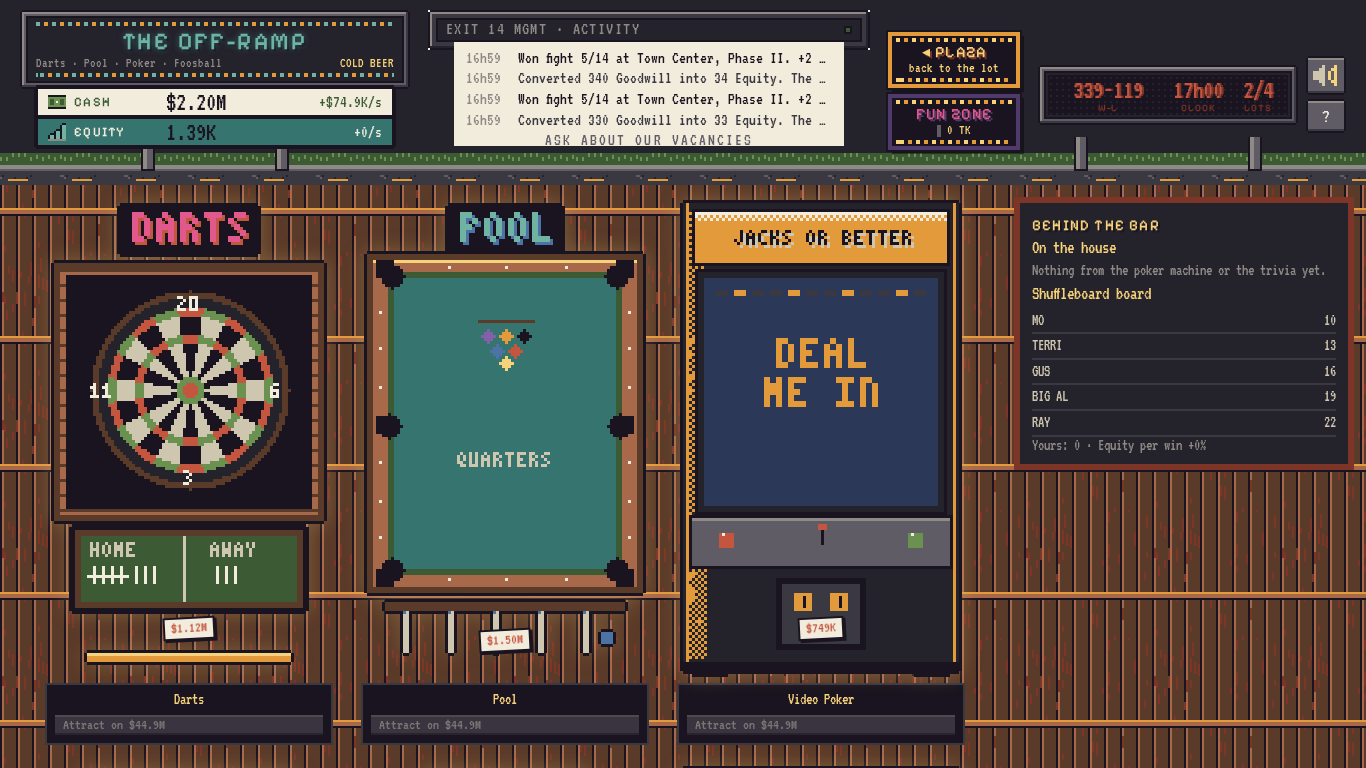 THE OFF-RAMP
Darts · Pool · Poker · Foosball
COLD BEER
CASH
$2.20M
+$74.9K/s
EQUITY
1.39K
+0/s
EXIT 14 MGMT · ACTIVITY
16h59 Won fight 5/14 at Town Center, Phase II. +2 …
16h59 Converted 340 Goodwill into 34 Equity. The …
16h59 Won fight 5/14 at Town Center, Phase II. +2 …
16h59 Converted 330 Goodwill into 33 Equity. The …
ASK ABOUT OUR VACANCIES
◀ PLAZA
back to the lot
FUN ZONE
0 TK
339-119
W-L
17h00
CLOCK
2/4
LOTS
?
DARTS
20
11
6
3
HOME
AWAY
$1.12M
Darts
Attract on $44.9M
POOL
QUARTERS
$1.50M
Pool
Attract on $44.9M
JACKS OR BETTER
DEAL
ME IN
$749K
Video Poker
Attract on $44.9M
BEHIND THE BAR
On the house
Nothing from the poker machine or the trivia yet.
Shuffleboard board
MO 10
TERRI 13
GUS 16
BIG AL 19
RAY 22
Yours: 0 · Equity per win +0%